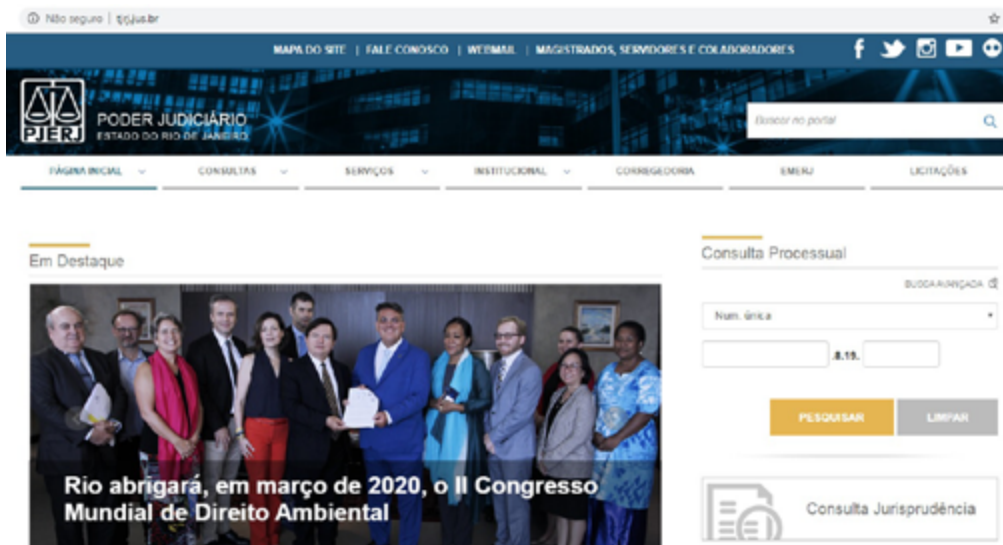 Não seguro | tjrj.jus.br
MAPA DO SITE | FALE CONOSCO | WEBMAIL | MAGISTRADOS, SERVIDORES E COLABORADORES
PJERJ
PODER JUDICIÁRIO
ESTADO DO RIO DE JANEIRO
Buscar no portal
PÁGINA INICIAL CONSULTAS SERVIÇOS INSTITUCIONAL CORREGEDORIA EMERJ LICITAÇÕES
Em Destaque
Rio abrigará, em março de 2020, o II Congresso
Mundial de Direito Ambiental
Consulta Processual
BUSCA AVANÇADA
Num. única
.8.19.
PESQUISAR LIMPAR
Consulta Jurisprudência